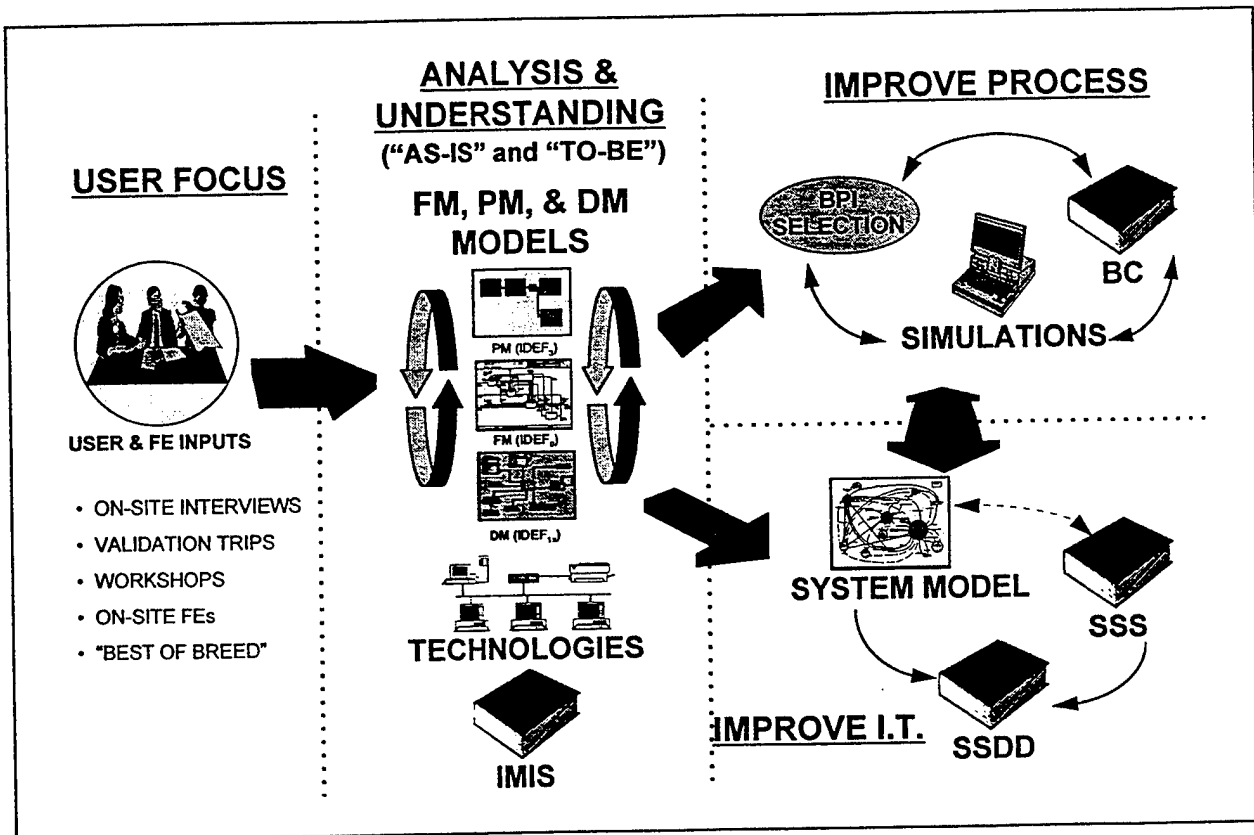 USER FOCUS
USER & FE INPUTS
• ON-SITE INTERVIEWS
• VALIDATION TRIPS
• WORKSHOPS
• ON-SITE FEs
• "BEST OF BREED"
ANALYSIS &
UNDERSTANDING
("AS-IS" and "TO-BE")
FM, PM, & DM
MODELS
PM (IDEF₃)
FM (IDEF₀)
DM (IDEF₁ₓ)
TECHNOLOGIES
IMIS
IMPROVE PROCESS
BPI
SELECTION
BC
SIMULATIONS
SYSTEM MODEL
SSS
SSDD
IMPROVE I.T.